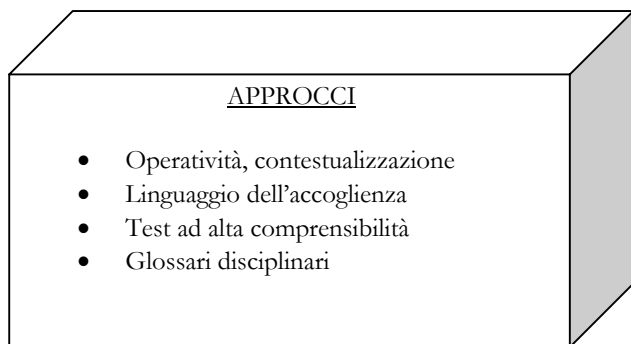 APPROCCI
• Operatività, contestualizzazione
• Linguaggio dell’accoglienza
• Test ad alta comprensibilità
• Glossari disciplinari